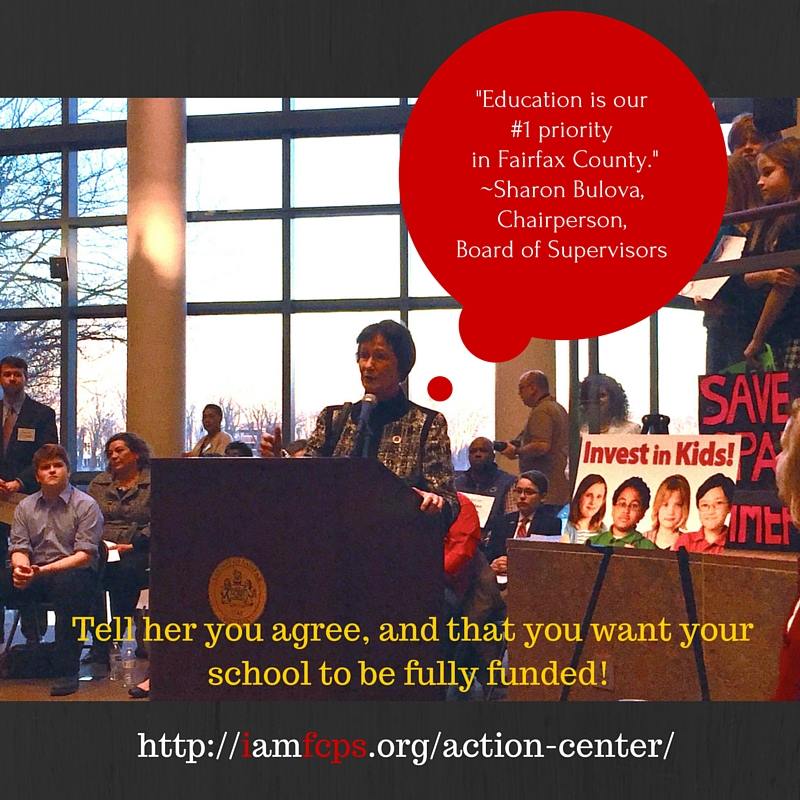 "Education is our
#1 priority
in Fairfax County."
~Sharon Bulova,
Chairperson,
Board of Supervisors
Invest in Kids!
SAVE
PA
Tell her you agree, and that you want your
school to be fully funded!
http://iamfcps.org/action-center/